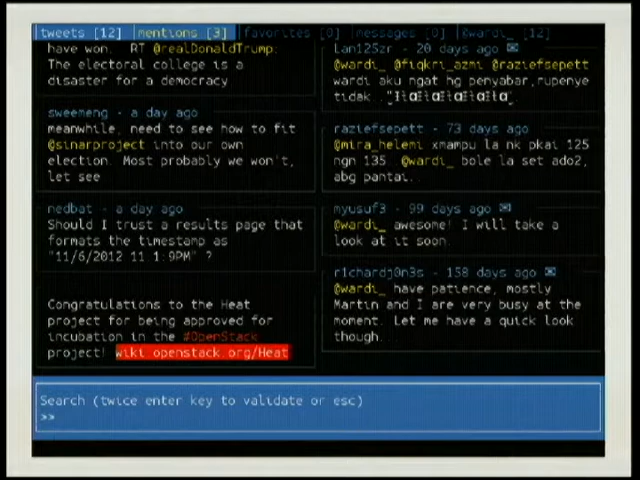 tweets [12] mentions [3] favorites [0] messages [0] @wardi_ [12]
have won. RT @realDonaldTrump:
The electoral college is a
disaster for a democracy
sweemeng - a day ago
meanwhile, need to see how to fit
@sinarproject into our own
election. Most probably we won't,
let see
nedbat - a day ago
Should I trust a results page that
formats the timestamp as
"11/6/2012 11 1:9PM" ?
Congratulations to the Heat
project for being approved for
incubation in the #OpenStack
project! wiki.openstack.org/Heat
Lan125zr - 20 days ago ✉
@wardi_ @fiqkri_azmi @raziefsepett
wardi aku ngat hg penyabar,rupenye
tidak
raziefsepett - 73 days ago
@mira_helemi xmampu la nk pkai 125
ngn 135. @wardi_ bole la set ado2,
abg pantai..
myusuf3 - 99 days ago ✉
@wardi_ awesome! I will take a
look at it soon.
r1chardj0n3s - 158 days ago ✉
@wardi_ have patience, mostly
Martin and I are very busy at the
moment. Let me have a quick look
though...
Search (twice enter key to validate or esc)
>>